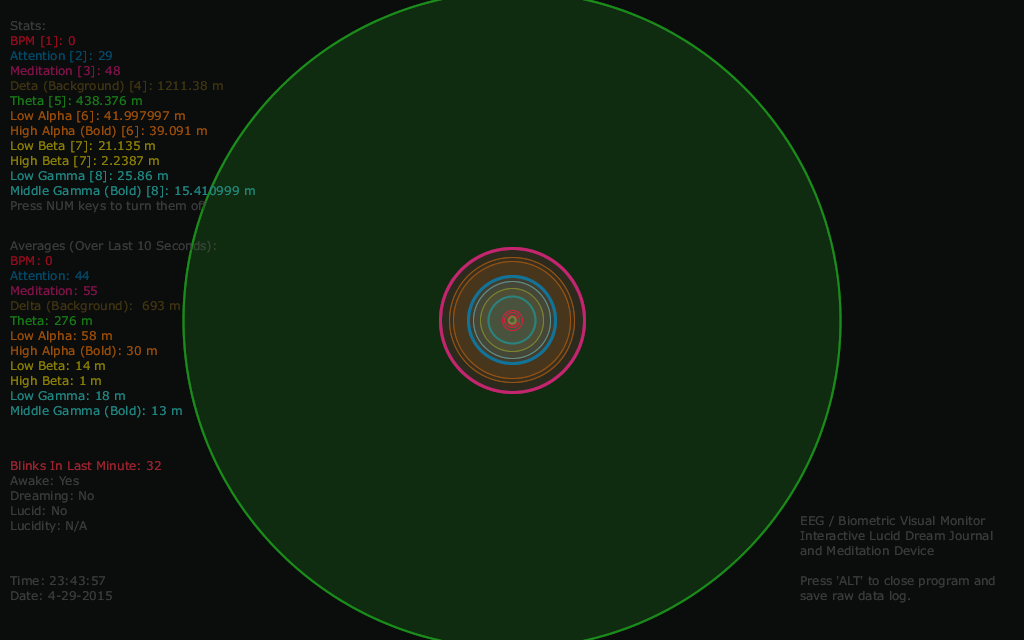 Stats:
BPM [1]: 0
Attention [2]: 29
Meditation [3]: 48
Deta (Background) [4]: 1211.38 m
Theta [5]: 438.376 m
Low Alpha [6]: 41.997997 m
High Alpha (Bold) [6]: 39.091 m
Low Beta [7]: 21.135 m
High Beta [7]: 2.2387 m
Low Gamma [8]: 25.86 m
Middle Gamma (Bold) [8]: 15.410999 m
Press NUM keys to turn them of
Averages (Over Last 10 Seconds):
BPM: 0
Attention: 44
Meditation: 55
Delta (Background):  693 m
Theta: 276 m
Low Alpha: 58 m
High Alpha (Bold): 30 m
Low Beta: 14 m
High Beta: 1 m
Low Gamma: 18 m
Middle Gamma (Bold): 13 m
Blinks In Last Minute: 32
Awake: Yes
Dreaming: No
Lucid: No
Lucidity: N/A
Time: 23:43:57
Date: 4-29-2015
EEG / Biometric Visual Monitor
Interactive Lucid Dream Journal
and Meditation Device
Press 'ALT' to close program and
save raw data log.